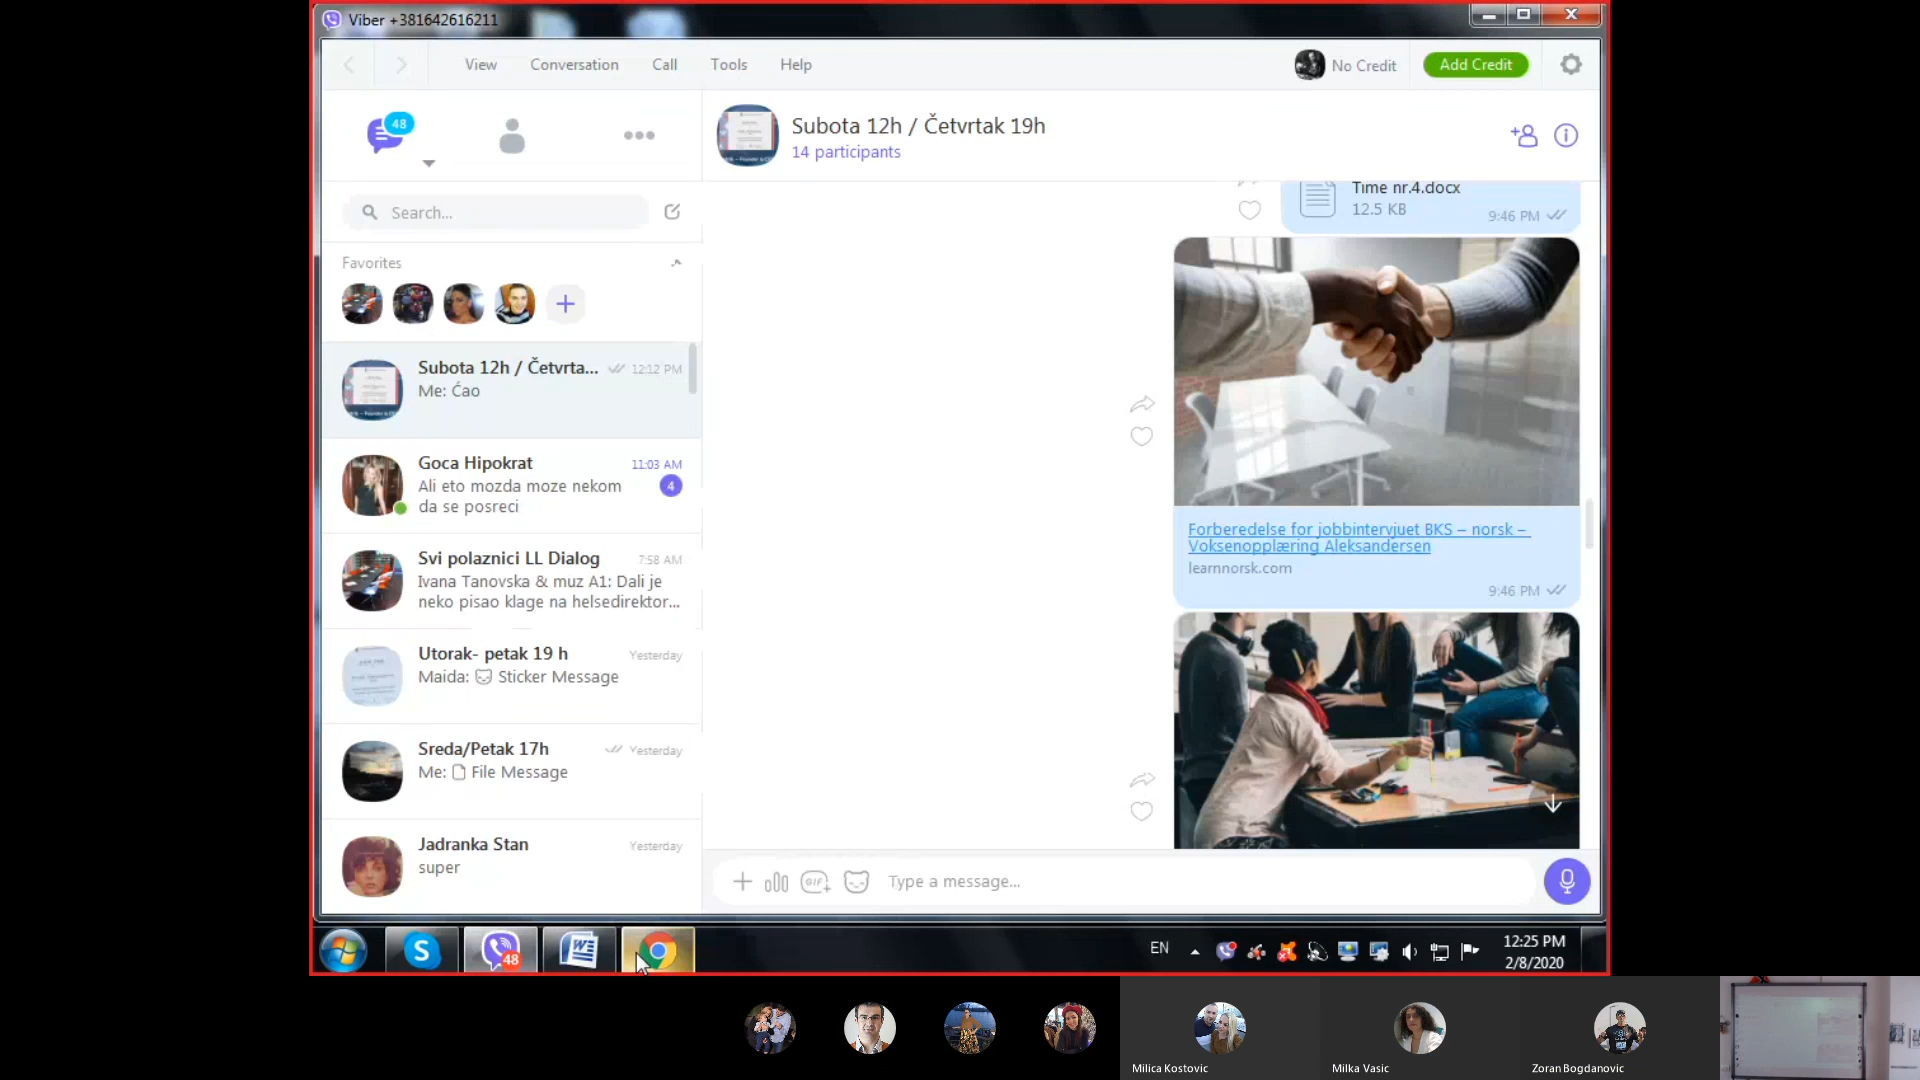 Viber +381642616211
View Conversation Call Tools Help
No Credit
Add Credit
48
Search...
Favorites
Subota 12h / Četvrta... 12:12 PM
Me: Ćao
Goca Hipokrat 11:03 AM
Ali eto mozda moze nekom 4
da se posreci
Svi polaznici LL Dialog 7:58 AM
Ivana Tanovska & muz A1: Dali je
neko pisao klage na helsedirektor...
Utorak- petak 19 h Yesterday
Maida: Sticker Message
Sreda/Petak 17h Yesterday
Me: File Message
Jadranka Stan Yesterday
super
Subota 12h / Četvrtak 19h
14 participants
Time nr.4.docx
12.5 KB
9:46 PM
Forberedelse for jobbintervjuet BKS – norsk –
Voksenopplæring Aleksandersen
learnnorsk.com
9:46 PM
GIF
Type a message...
48
EN
12:25 PM
2/8/2020
Milica Kostovic
Milka Vasic
Zoran Bogdanovic